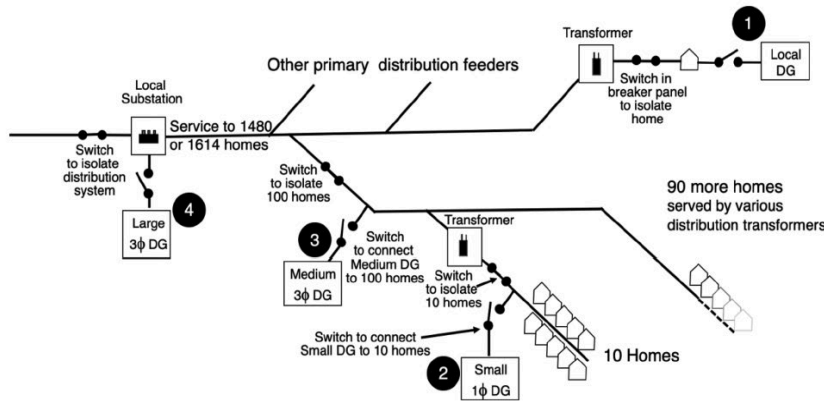 1
Transformer
Local
DG
Switch in
breaker panel
to isolate
home
Other primary distribution feeders
Local
Substation
Service to 1480
or 1614 homes
Switch
to isolate
distribution
system
Switch
to isolate
100 homes
4
Large
3ϕ DG
90 more homes
served by various
distribution transformers
3
Medium
3ϕ DG
Switch
to connect
Medium DG
to 100 homes
Transformer
Switch
to isolate
10 homes
Switch to connect
Small DG to 10 homes
10 Homes
2
Small
1ϕ DG